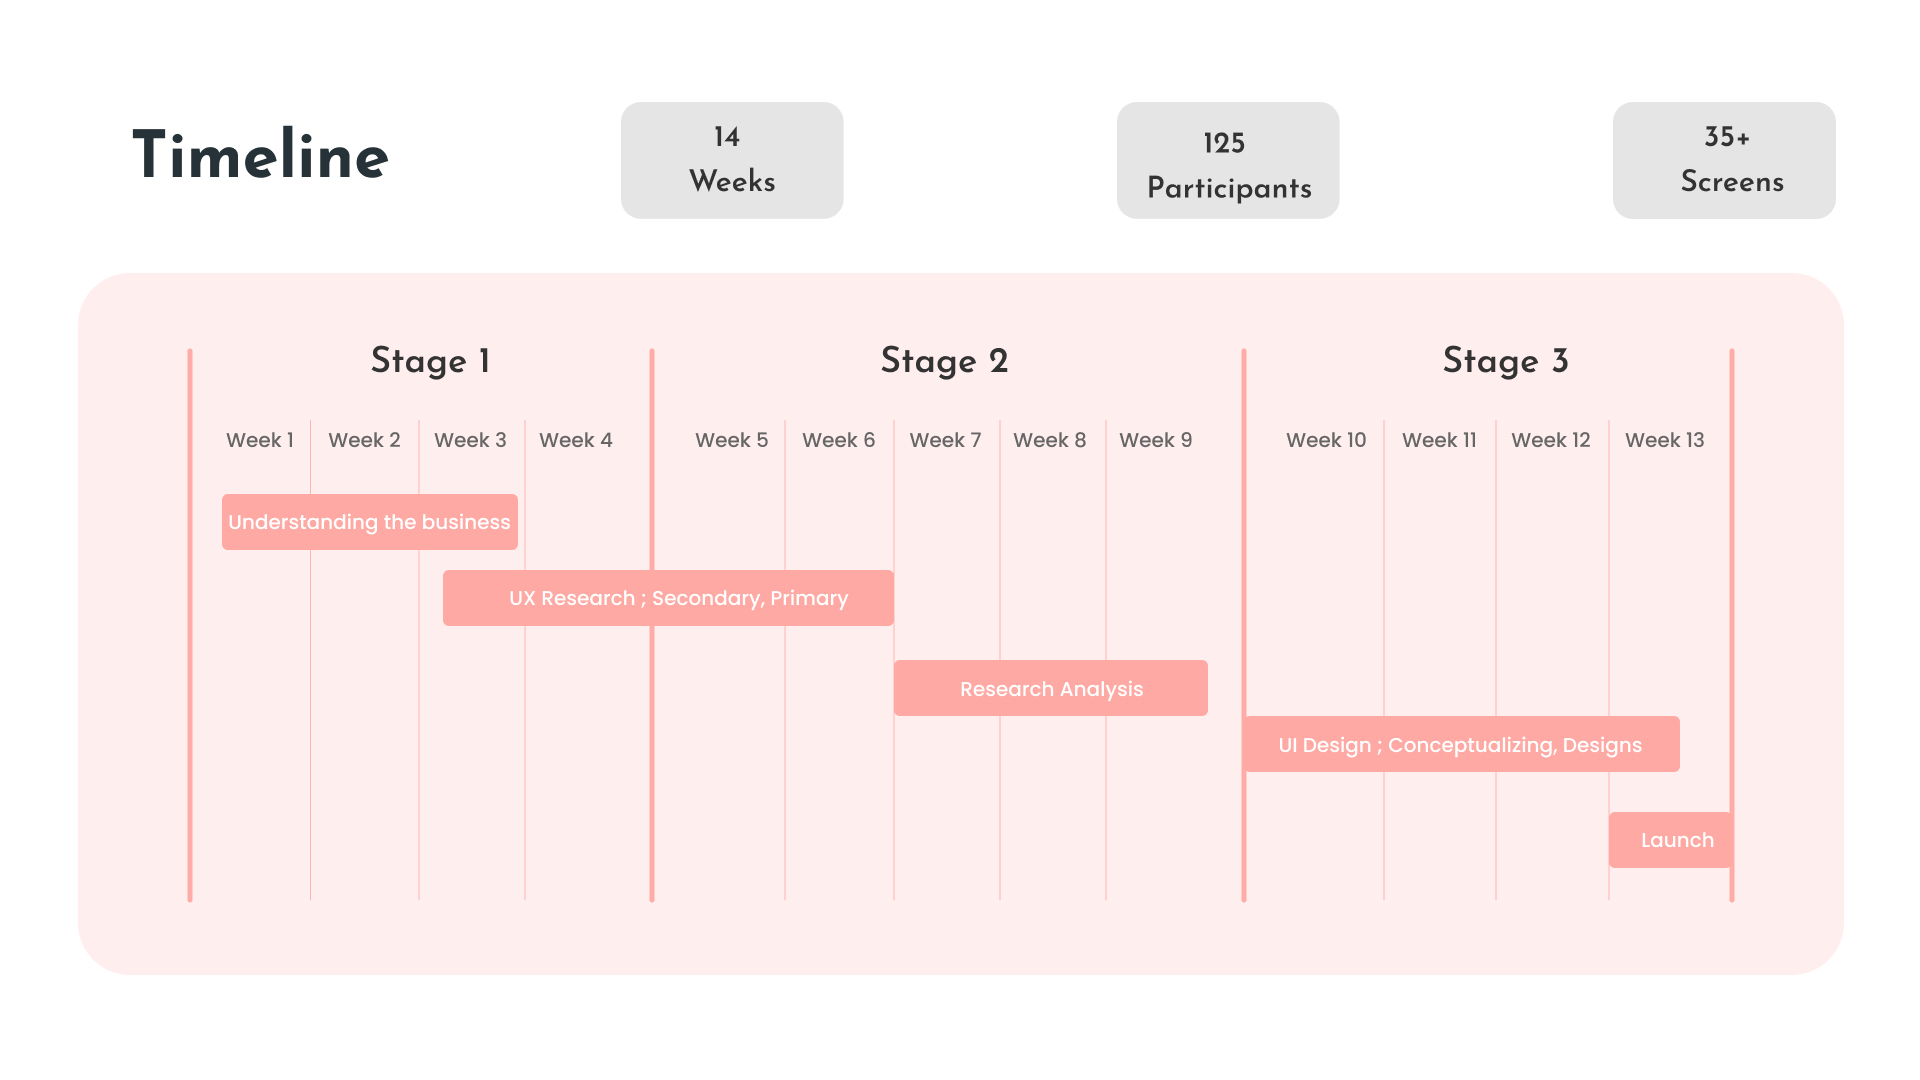 Timeline
14
Weeks
125
Participants
35+
Screens
Stage 1
Stage 2
Stage 3
Week 1
Week 2
Week 3
Week 4
Week 5
Week 6
Week 7
Week 8
Week 9
Week 10
Week 11
Week 12
Week 13
Understanding the business
UX Research ; Secondary, Primary
Research Analysis
UI Design ; Conceptualizing, Designs
Launch